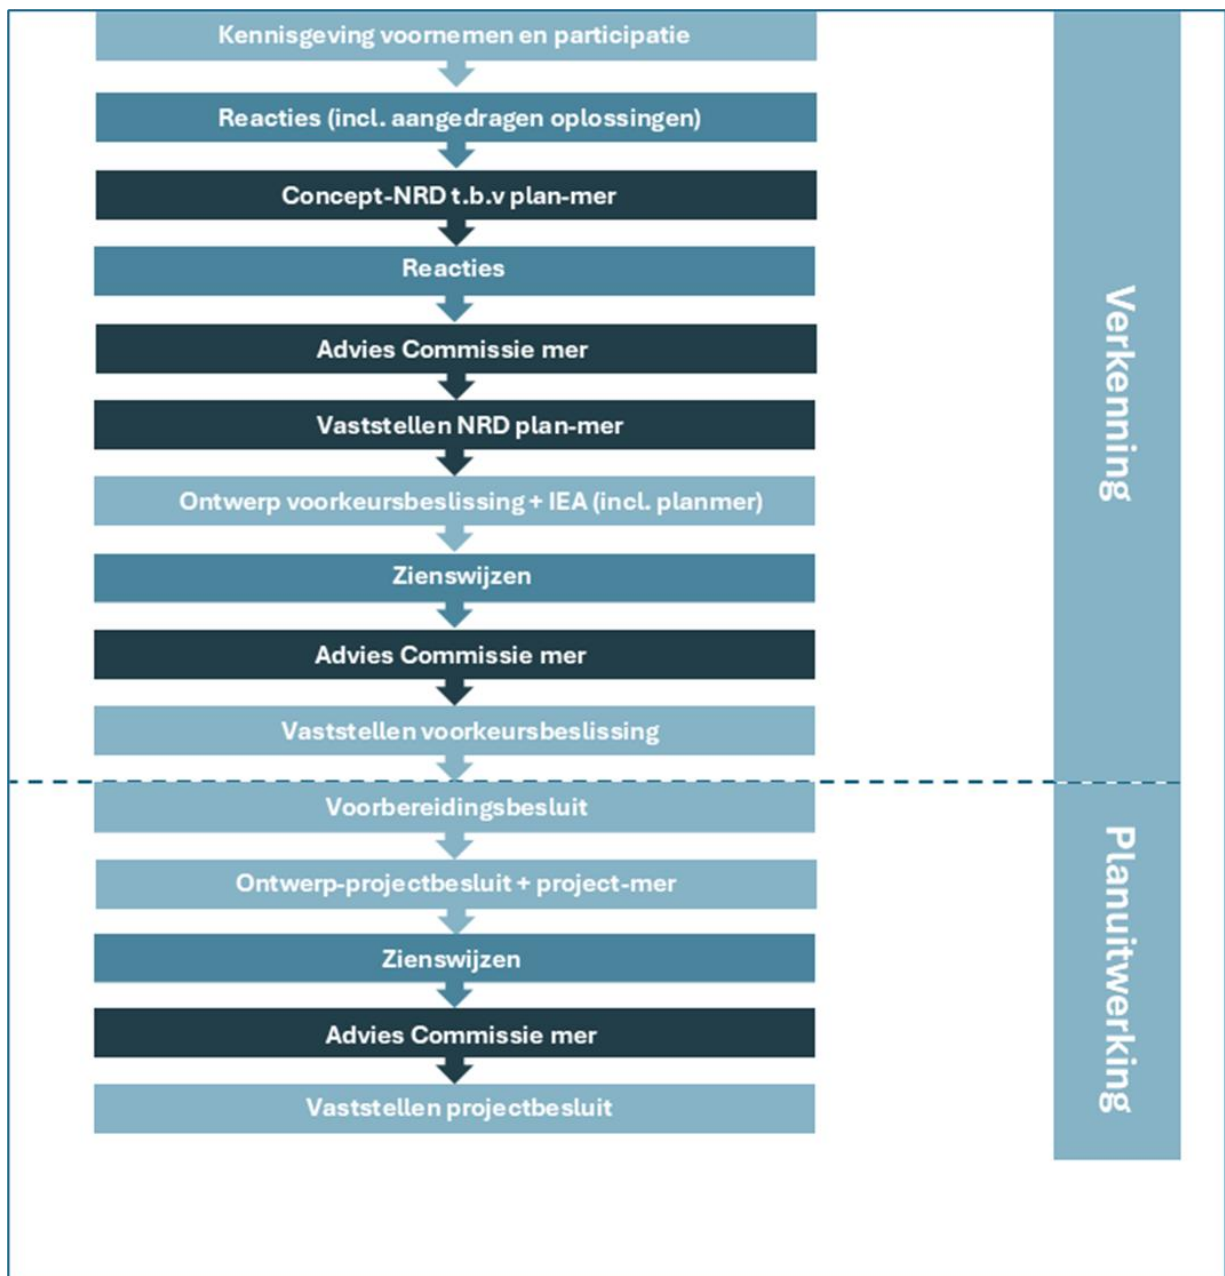 Kennisgeving voornemen en participatie
Reacties (incl. aangedragen oplossingen)
Concept-NRD t.b.v plan-mer
Reacties
Advies Commissie mer
Vaststellen NRD plan-mer
Ontwerp voorkeursbeslissing + IEA (incl. planmer)
Zienswijzen
Advies Commissie mer
Vaststellen voorkeursbeslissing
Verkenning
Voorbereidingsbesluit
Ontwerp-projectbesluit + project-mer
Zienswijzen
Advies Commissie mer
Vaststellen projectbesluit
Planuitwerking